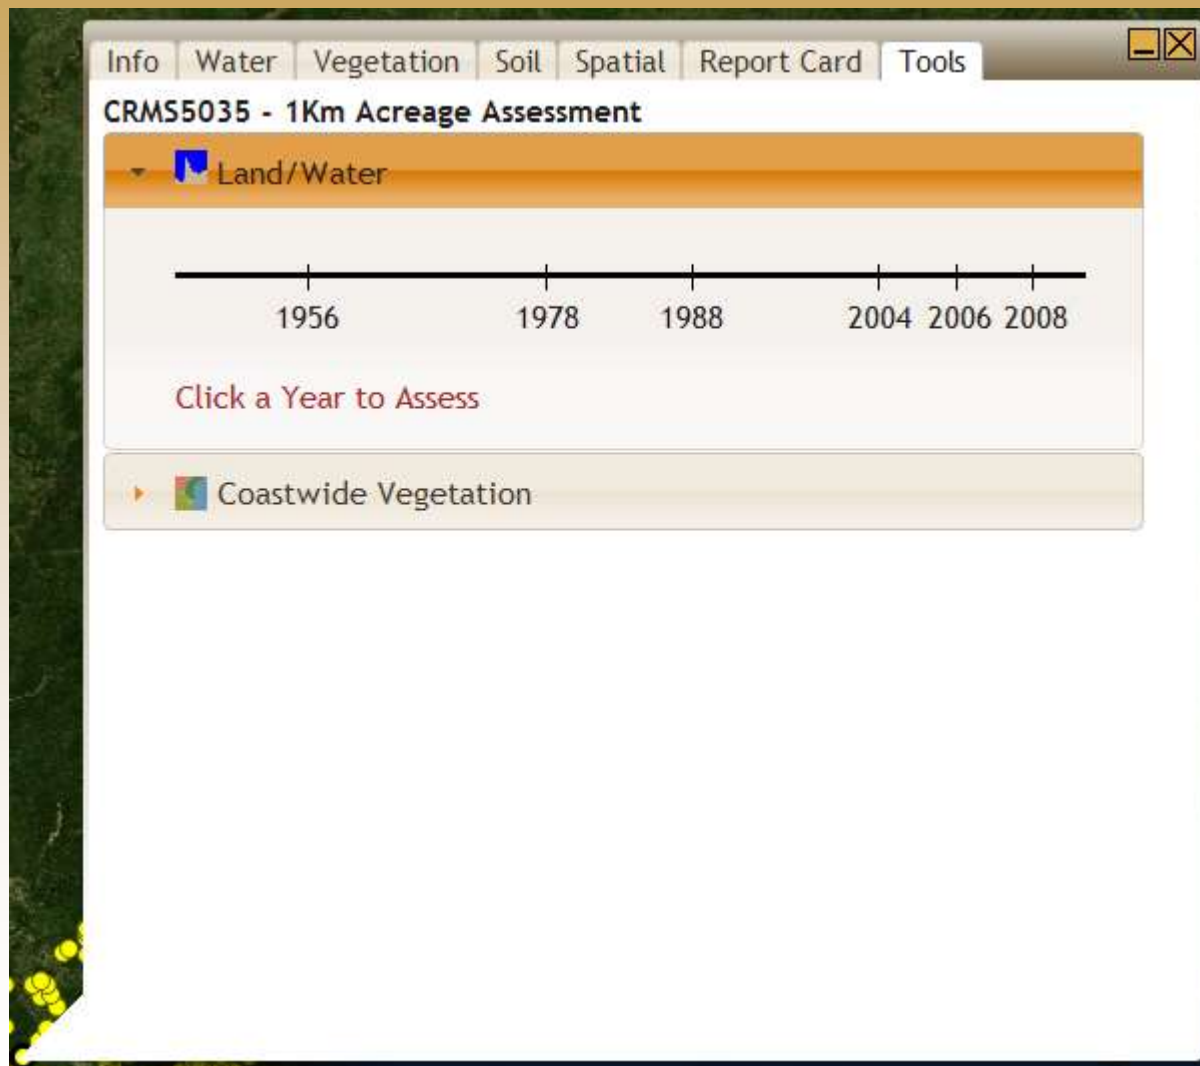 Info Water Vegetation Soil Spatial Report Card Tools
CRMS5035 - 1Km Acreage Assessment
Land/Water
1956 1978 1988 2004 2006 2008
Click a Year to Assess
Coastwide Vegetation